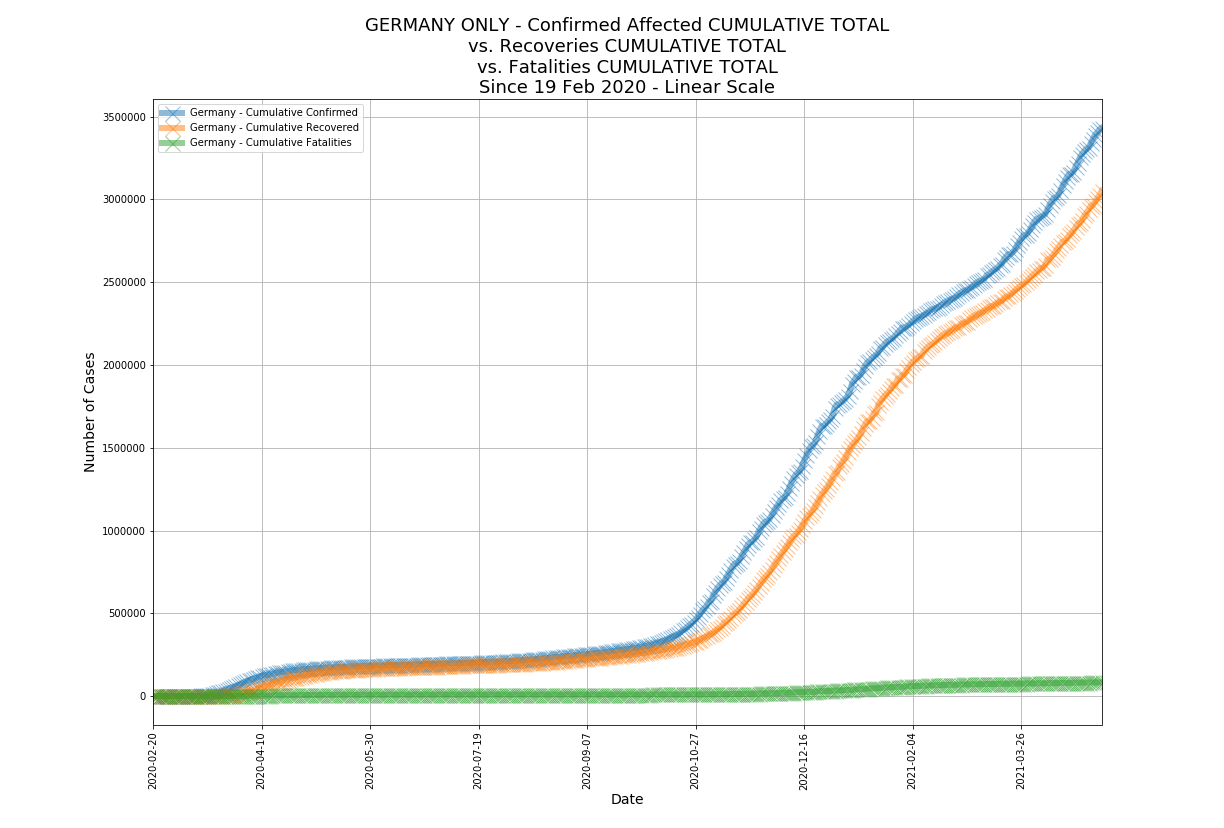 GERMANY ONLY - Confirmed Affected CUMULATIVE TOTAL
vs. Recoveries CUMULATIVE TOTAL
vs. Fatalities CUMULATIVE TOTAL
Since 19 Feb 2020 - Linear Scale
Germany - Cumulative Confirmed
Germany - Cumulative Recovered
Germany - Cumulative Fatalities
3500000
3000000
2500000
2000000
1500000
1000000
500000
0
Number of Cases
2020-02-20
2020-04-10
2020-05-30
2020-07-19
2020-09-07
2020-10-27
2020-12-16
2021-02-04
2021-03-26
Date